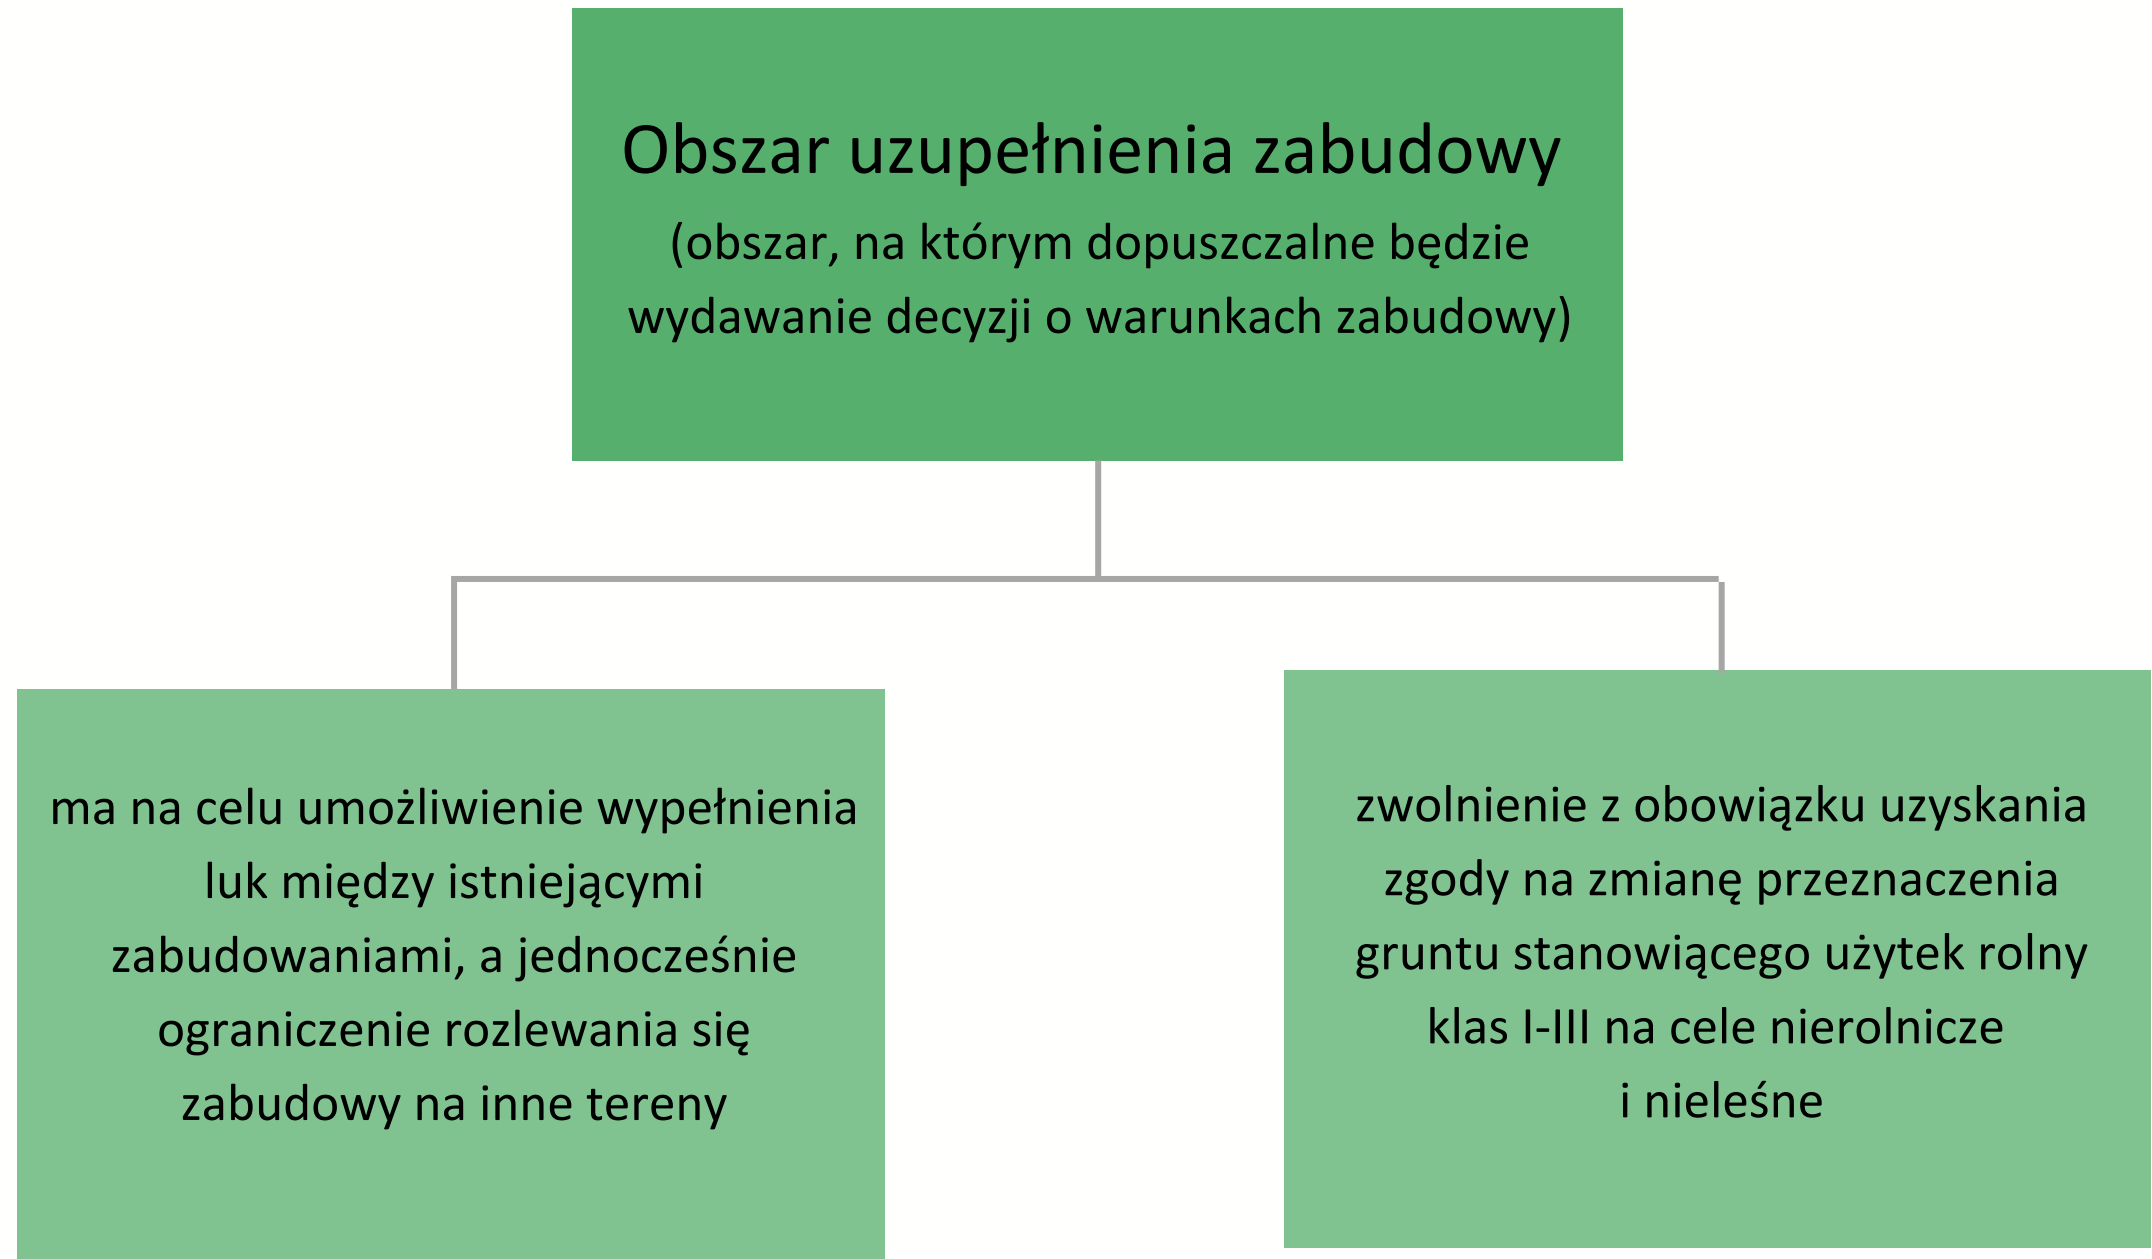 Obszar uzupełnienia zabudowy
(obszar, na którym dopuszczalne będzie
wydawanie decyzji o warunkach zabudowy)
ma na celu umożliwienie wypełnienia
luk między istniejącymi
zabudowaniami, a jednocześnie
ograniczenie rozlewania się
zabudowy na inne tereny
zwolnienie z obowiązku uzyskania
zgody na zmianę przeznaczenia
gruntu stanowiącego użytek rolny
klas I-III na cele nierolnicze
i nieleśne